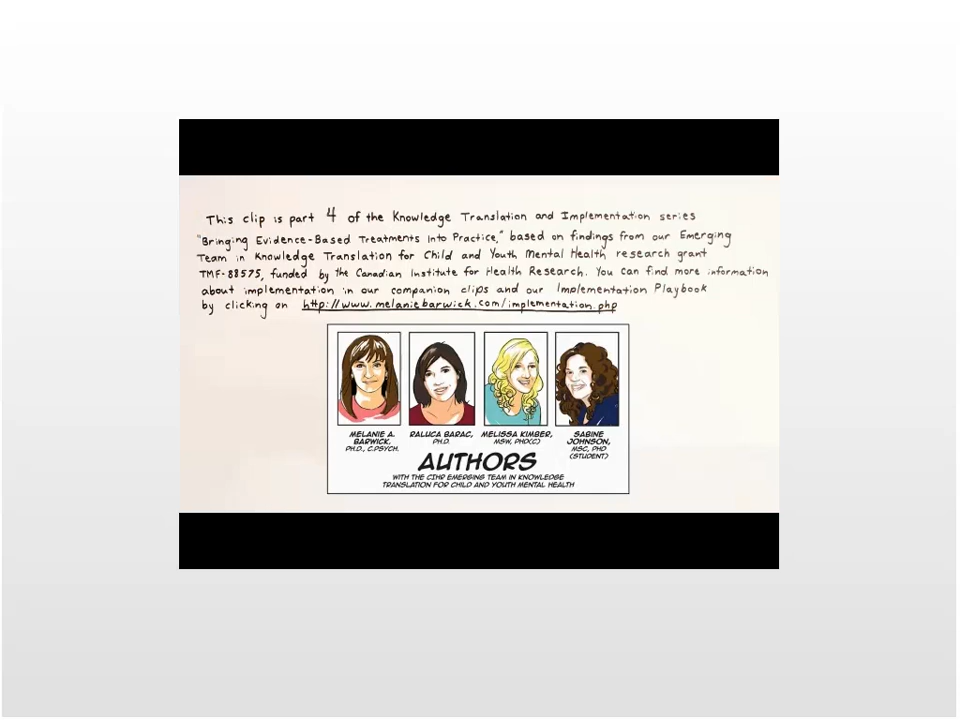 This clip is part 4 of the Knowledge Translation and Implementation series
"Bringing Evidence-Based Treatments Into Practice," based on findings from our Emerging
Team in Knowledge Translation for Child and Youth Mental Health research grant
TMF-88575, funded by the Canadian Institute for Health Research. You can find more information
about implementation in our companion clips and our Implementation Playbook
by clicking on http://www.melaniebarwick.com/implementation.php
MELANIE A. BARWICK, PH.D., C.PSYCH.
RALUCA BARAC, PH.D.
MELISSA KIMBER, MSW, PHD(C)
SABINE JOHNSON, MSC, PHD (STUDENT)
AUTHORS
WITH THE CIHR EMERGING TEAM IN KNOWLEDGE
TRANSLATION FOR CHILD AND YOUTH MENTAL HEALTH